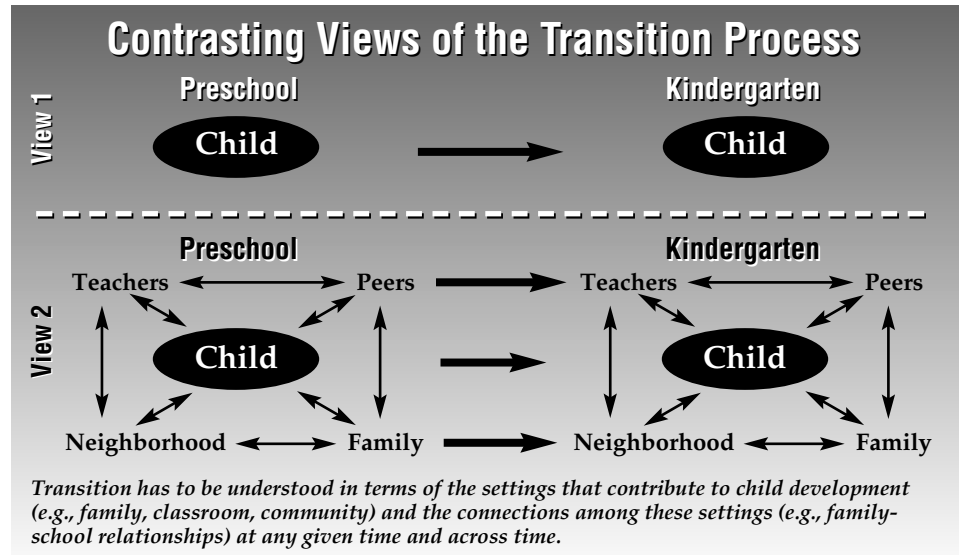 Contrasting Views of the Transition Process
View 1
Preschool
Kindergarten
Child
Child
View 2
Preschool
Kindergarten
Teachers
Peers
Teachers
Peers
Child
Child
Neighborhood
Family
Neighborhood
Family
Transition has to be understood in terms of the settings that contribute to child development
(e.g., family, classroom, community) and the connections among these settings (e.g., family-
school relationships) at any given time and across time.